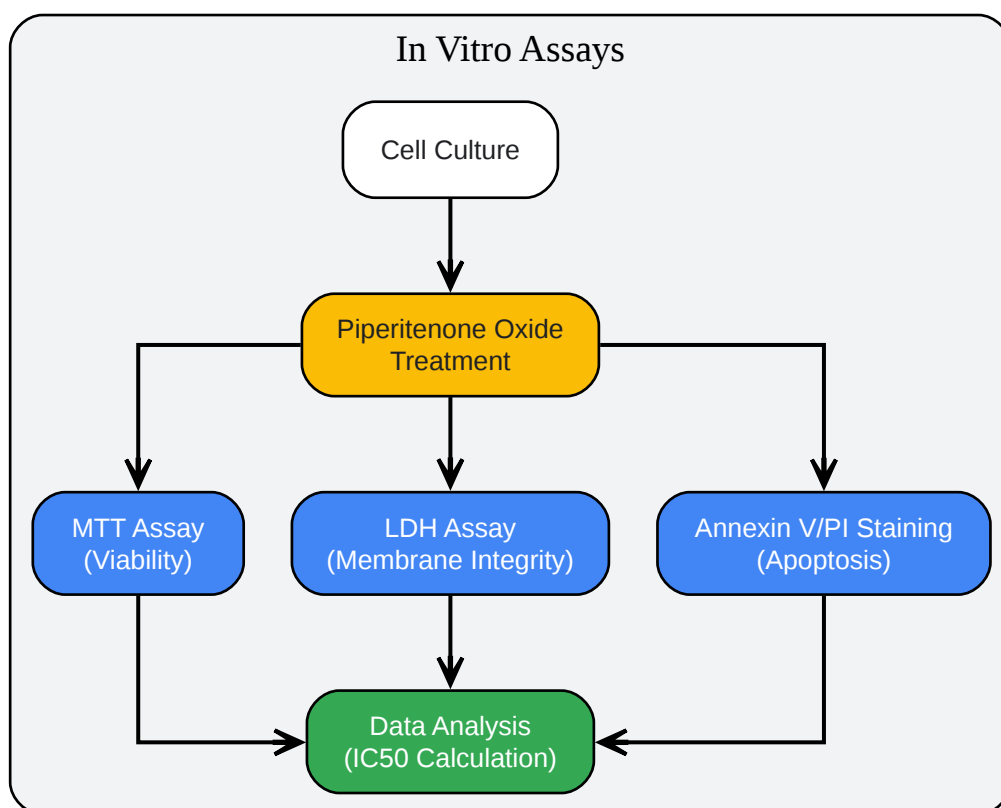 In Vitro Assays
Cell Culture
Piperitenone Oxide
Treatment
MTT Assay
(Viability)
LDH Assay
(Membrane Integrity)
Annexin V/PI Staining
(Apoptosis)
Data Analysis
(IC50 Calculation)